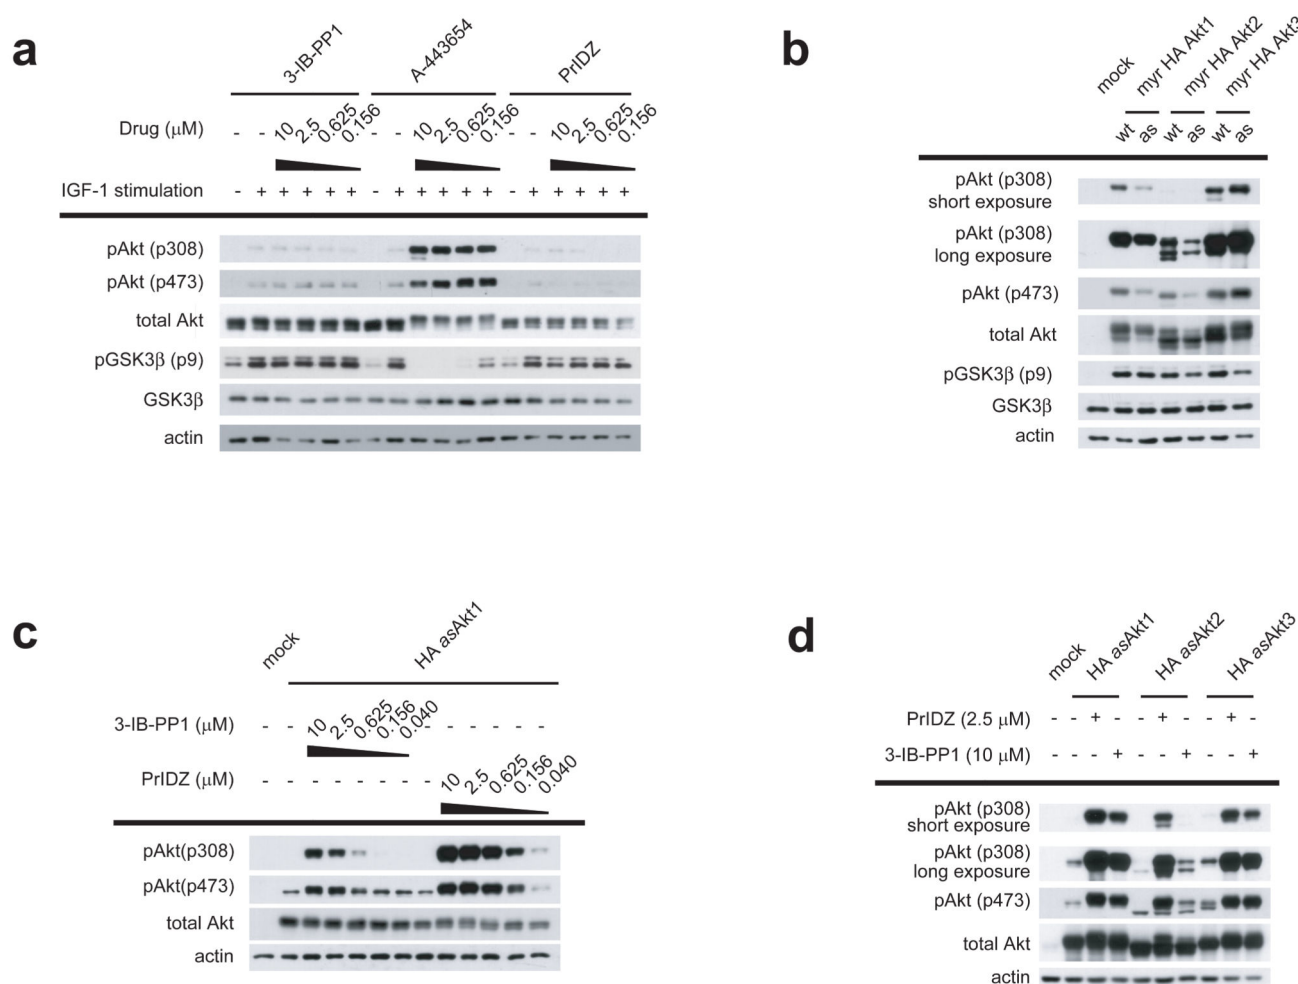 a
3-IB-PP1 A-443654 PrIDZ
Drug (μM) - - 10 2.5 0.625 0.156 - - 10 2.5 0.625 0.156 - - 10 2.5 0.625 0.156
IGF-1 stimulation - + + + + + - + + + + + - + + + + +
pAkt (p308)
pAkt (p473)
total Akt
pGSK3β (p9)
GSK3β
actin
b
mock myr HA Akt1 myr HA Akt2 myr HA Akt3
wt as wt as wt as
pAkt (p308)
short exposure
pAkt (p308)
long exposure
pAkt (p473)
total Akt
pGSK3β (p9)
GSK3β
actin
c
mock HA asAkt1
3-IB-PP1 (μM) - - 10 2.5 0.625 0.156 0.040 - - - - - -
PrIDZ (μM) - - - - - - - - 10 2.5 0.625 0.156 0.040
pAkt(p308)
pAkt(p473)
total Akt
actin
d
mock HA asAkt1 HA asAkt2 HA asAkt3
PrIDZ (2.5 μM) - - + - - + - - + -
3-IB-PP1 (10 μM) - - - + - - + - - +
pAkt (p308)
short exposure
pAkt (p308)
long exposure
pAkt (p473)
total Akt
actin